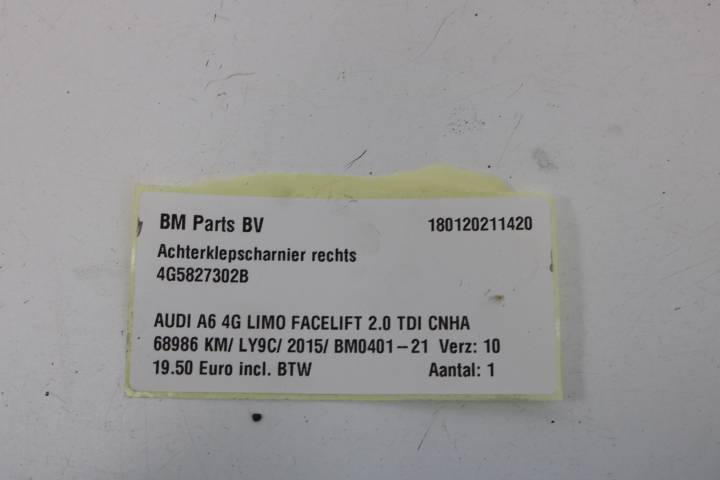 BM Parts BV 180120211420
Achterklepscharnier rechts
4G5827302B
AUDI A6 4G LIMO FACELIFT 2.0 TDI CNHA
68986 KM/ LY9C/ 2015/ BM0401-21 Verz: 10
19.50 Euro incl. BTW Aantal: 1